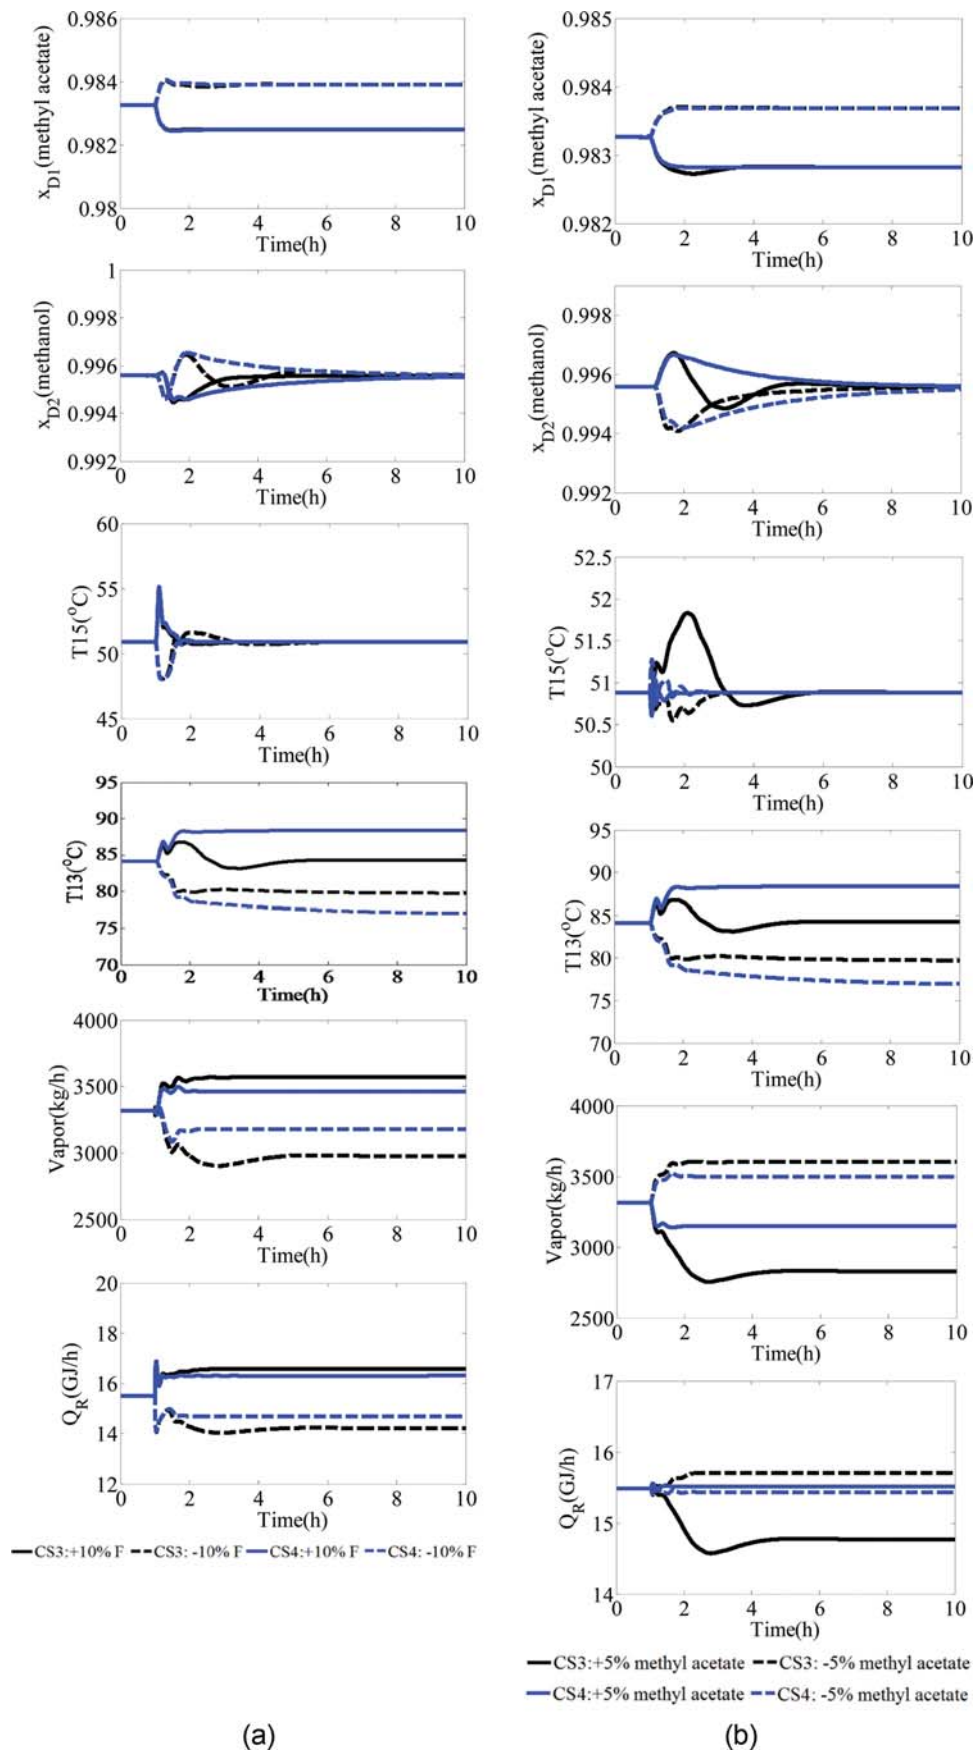 0.986
0.984
0.982
0.98
x_D1(methyl acetate)
0 2 4 6 8 10
Time(h)
1
0.998
0.996
0.994
0.992
x_D2(methanol)
0 2 4 6 8 10
Time(h)
60
55
50
45
T15(°C)
0 2 4 6 8 10
Time(h)
95
90
85
80
75
70
T13(°C)
0 2 4 6 8 10
Time(h)
4000
3500
3000
2500
Vapor(kg/h)
0 2 4 6 8 10
Time(h)
20
18
16
14
12
Q_R(GJ/h)
0 2 4 6 8 10
Time(h)
CS3:+10% F CS3: -10% F CS4:+10% F CS4: -10% F
(a)
0.985
0.984
0.983
0.982
x_D1(methyl acetate)
0 2 4 6 8 10
Time(h)
0.998
0.996
0.994
0.992
x_D2(methanol)
0 2 4 6 8 10
Time(h)
52.5
52
51.5
51
50.5
50
T15(°C)
0 2 4 6 8 10
Time(h)
95
90
85
80
75
70
T13(°C)
0 2 4 6 8 10
Time(h)
4000
3500
3000
2500
Vapor(kg/h)
0 2 4 6 8 10
Time(h)
17
16
15
14
Q_R(GJ/h)
0 2 4 6 8 10
Time(h)
CS3:+5% methyl acetate CS3: -5% methyl acetate
CS4:+5% methyl acetate CS4: -5% methyl acetate
(b)